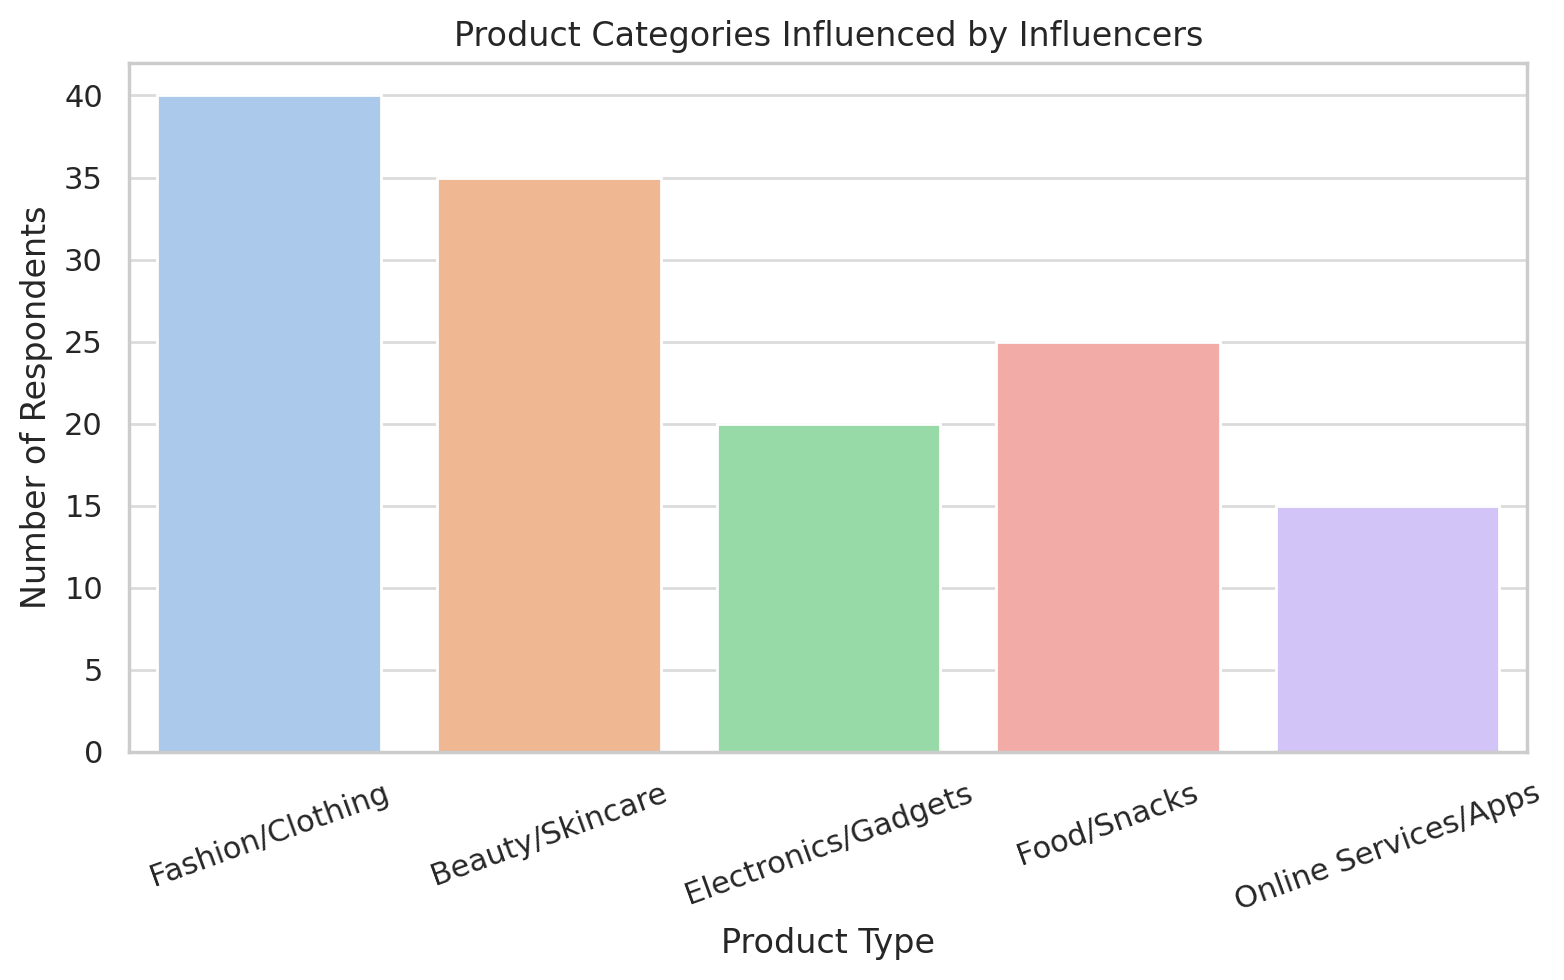 Product Categories Influenced by Influencers
Number of Respondents
40
35
30
25
20
15
10
5
0
Fashion/Clothing
Beauty/Skincare
Electronics/Gadgets
Food/Snacks
Online Services/Apps
Product Type